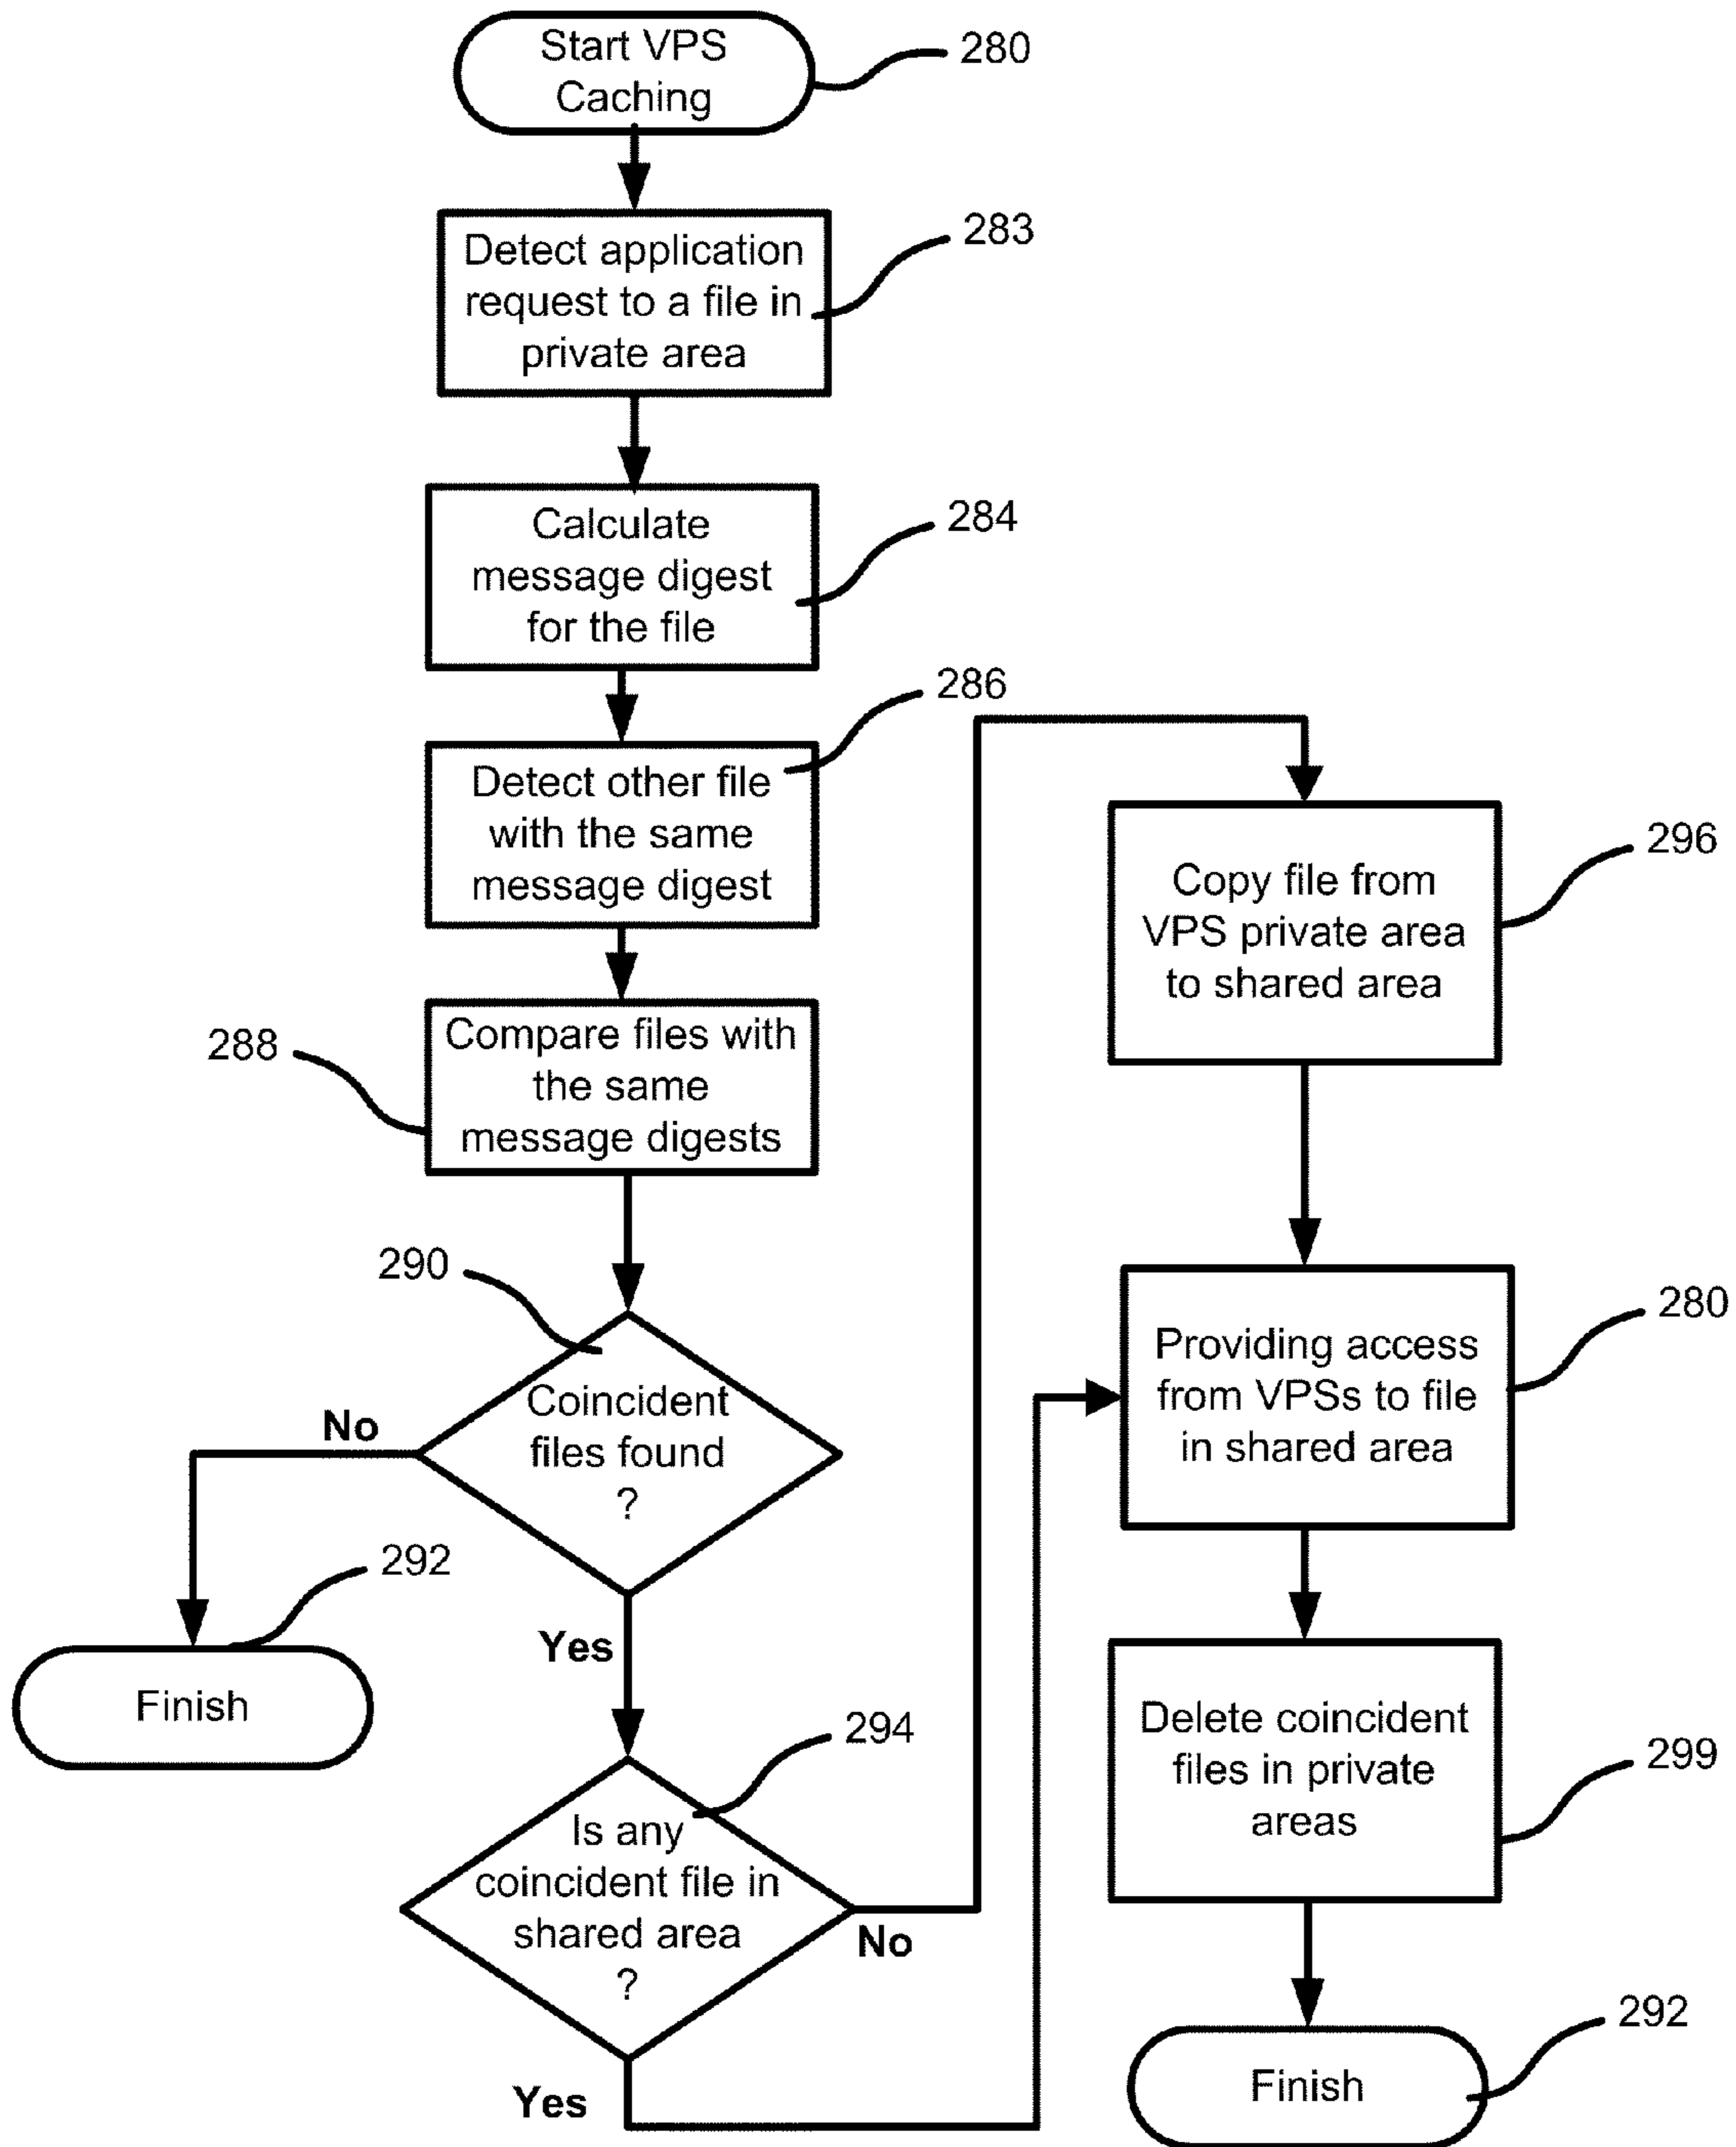 Start VPS
Caching
280
Detect application
request to a file in
private area
283
Calculate
message digest
for the file
284
Detect other file
with the same
message digest
286
Compare files with
the same
message digests
288
Coincident
files found
?
290
No
Yes
Finish
292
Is any
coincident file in
shared area
?
294
No
Yes
Copy file from
VPS private area
to shared area
296
Providing access
from VPSs to file
in shared area
280
Delete coincident
files in private
areas
299
Finish
292